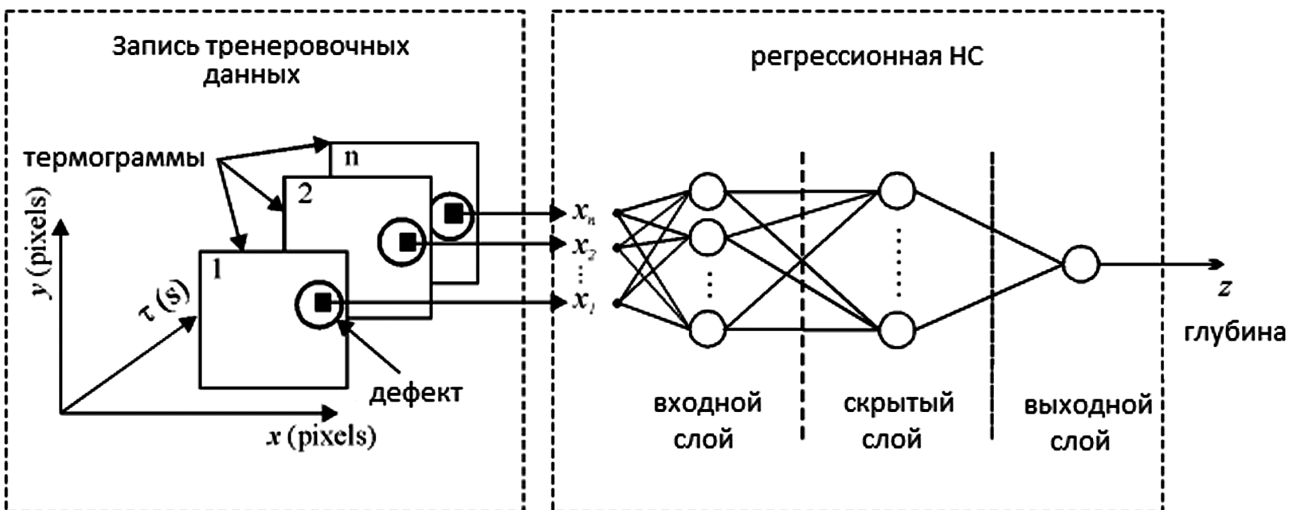 Запись тренеровочных
данных
термограммы
n
2
1
y (pixels)
τ (s)
x (pixels)
дефект
регрессионная НС
xn
x2
⋮
x1
входной
слой
скрытый
слой
выходной
слой
z
глубина